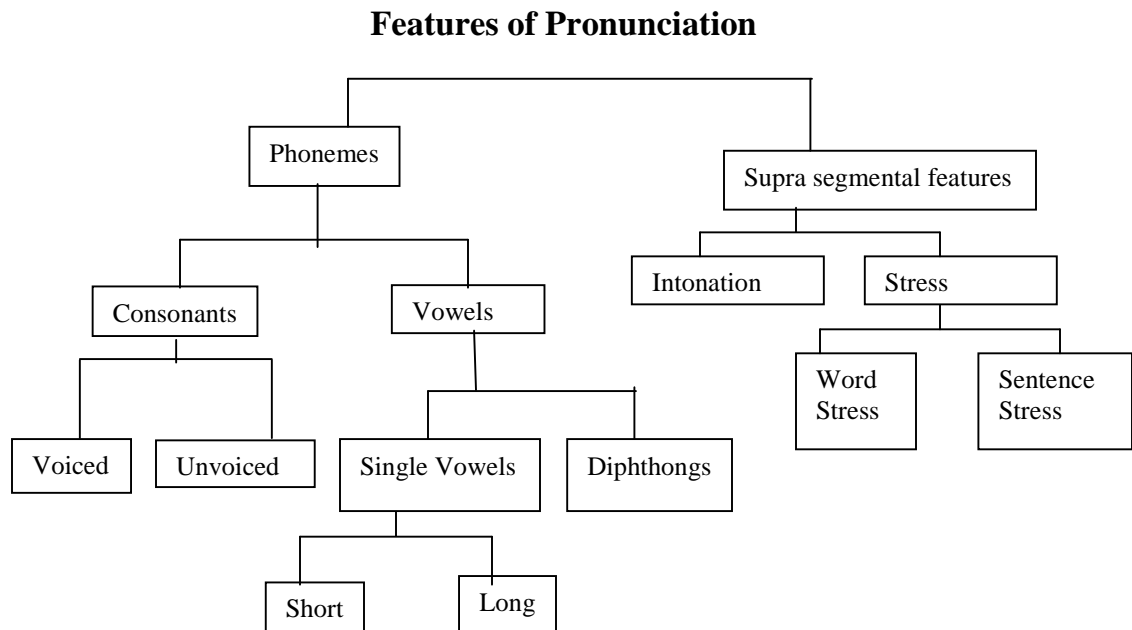 Features of Pronunciation
Phonemes
Supra segmental features
Consonants
Vowels
Intonation
Stress
Voiced
Unvoiced
Single Vowels
Diphthongs
Word
Stress
Sentence
Stress
Short
Long